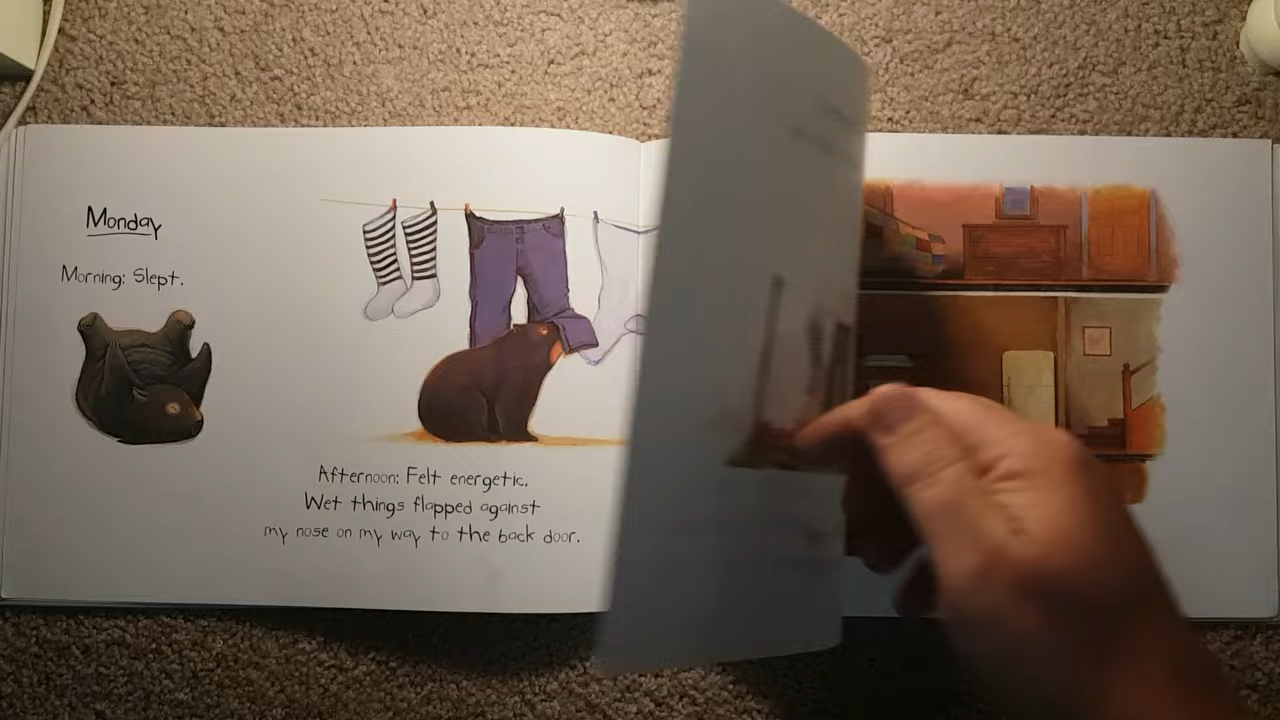 Monday
Morning: Slept.
Afternoon: Felt energetic.
Wet things flapped against
my nose on my way to the back door.